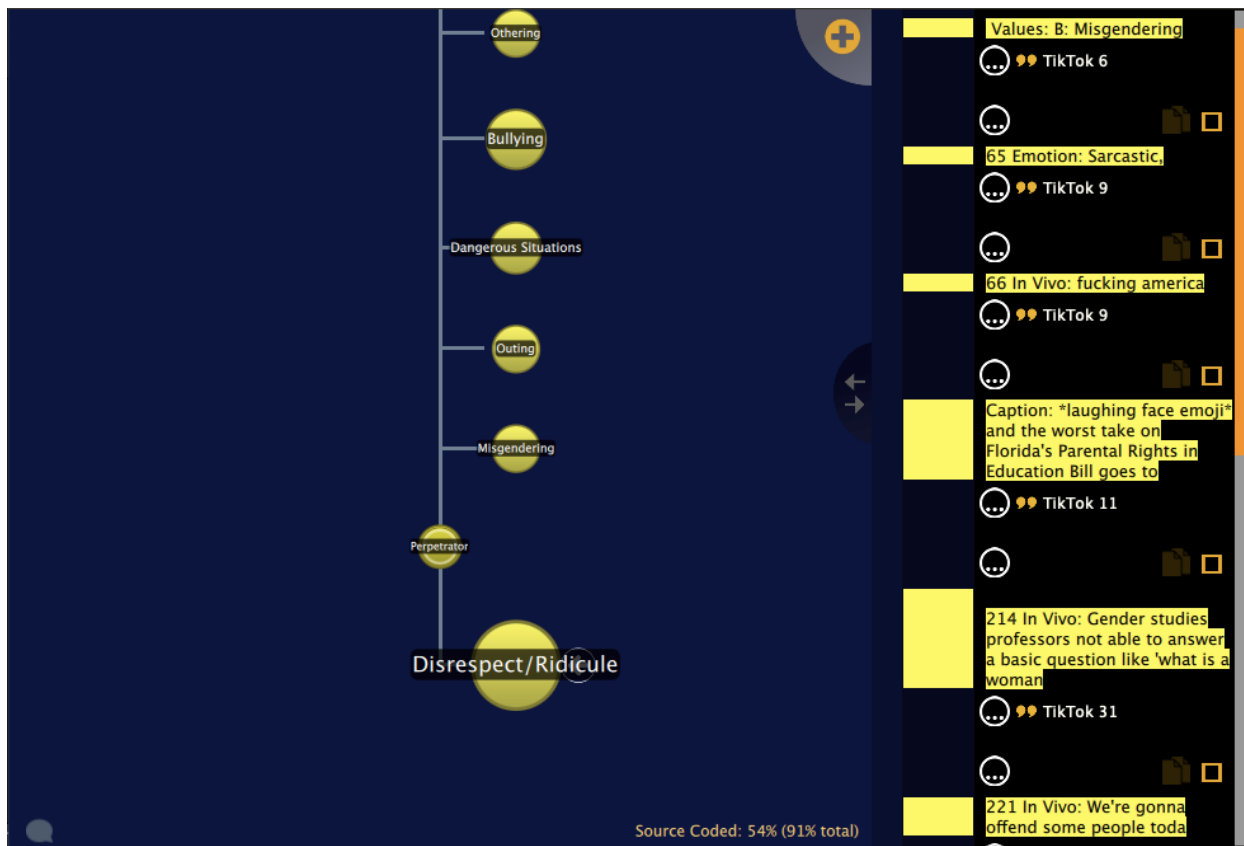 Othering
Bullying
Dangerous Situations
Outing
Misgendering
Perpetrator
Disrespect/Ridicule
Source Coded: 54% (91% total)
Values: B: Misgendering
TikTok 6
65 Emotion: Sarcastic,
TikTok 9
66 In Vivo: fucking america
TikTok 9
Caption: *laughing face emoji*
and the worst take on
Florida's Parental Rights in
Education Bill goes to
TikTok 11
214 In Vivo: Gender studies
professors not able to answer
a basic question like 'what is a
woman
TikTok 31
221 In Vivo: We're gonna
offend some people toda